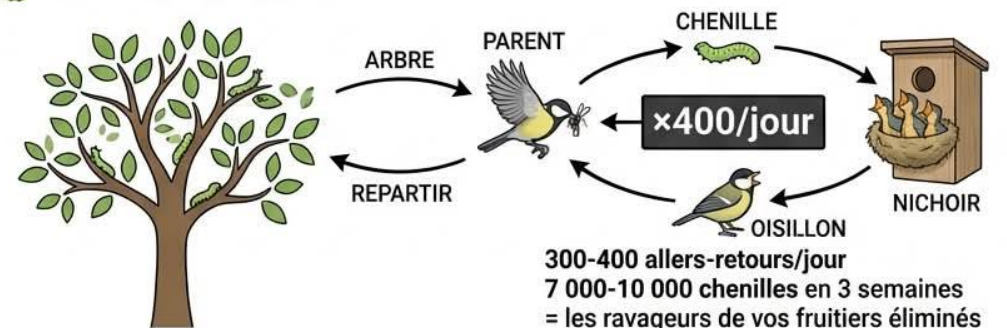 ARBRE
PARENT
CHENILLE
×400/jour
REPARTIR
OISILLON
NICHOIR
300-400 allers-retours/jour
7 000-10 000 chenilles en 3 semaines
= les ravageurs de vos fruitiers éliminés